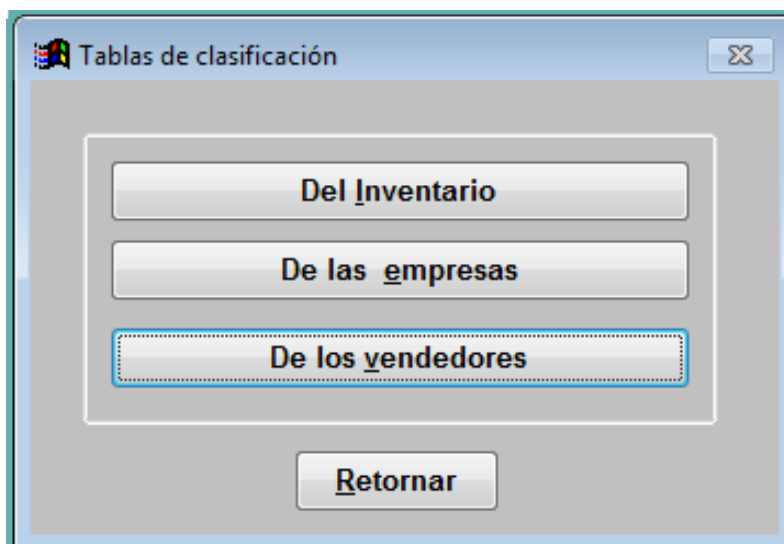 Tablas de clasificación
Del Inventario
De las empresas
De los vendedores
Retornar